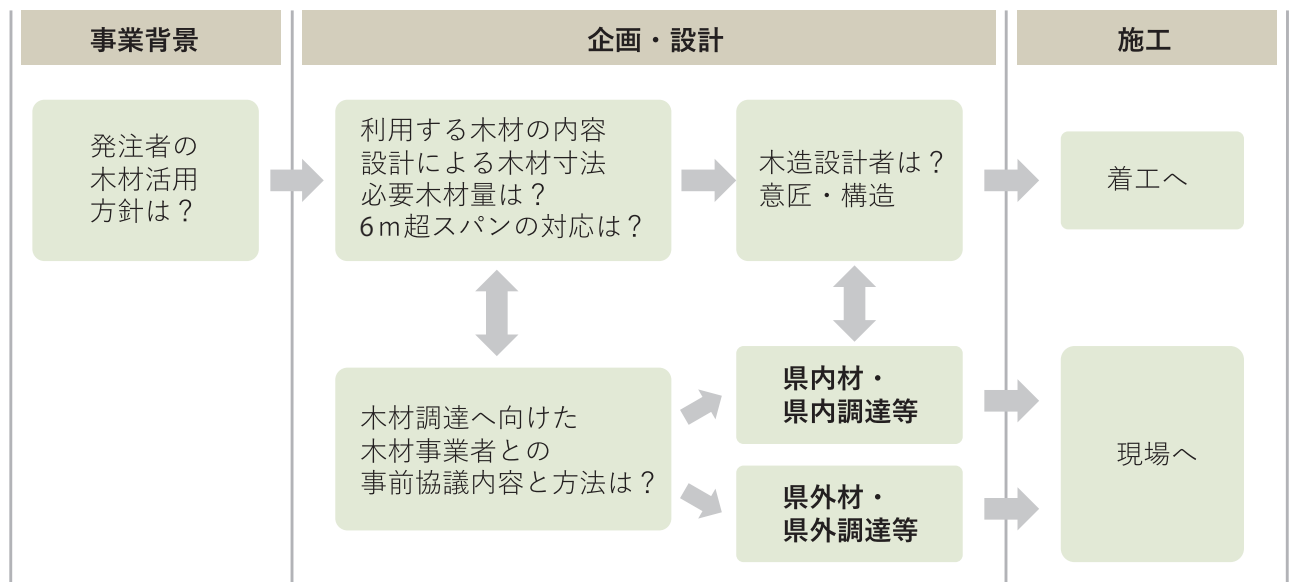 事業背景
企画・設計
施工
発注者の
木材活用
方針は？
利用する木材の内容
設計による木材寸法
必要木材量は？
6m超スパンの対応は？
木造設計者は？
意匠・構造
着工へ
木材調達へ向けた
木材事業者との
事前協議内容と方法は？
県内材・
県内調達等
県外材・
県外調達等
現場へ